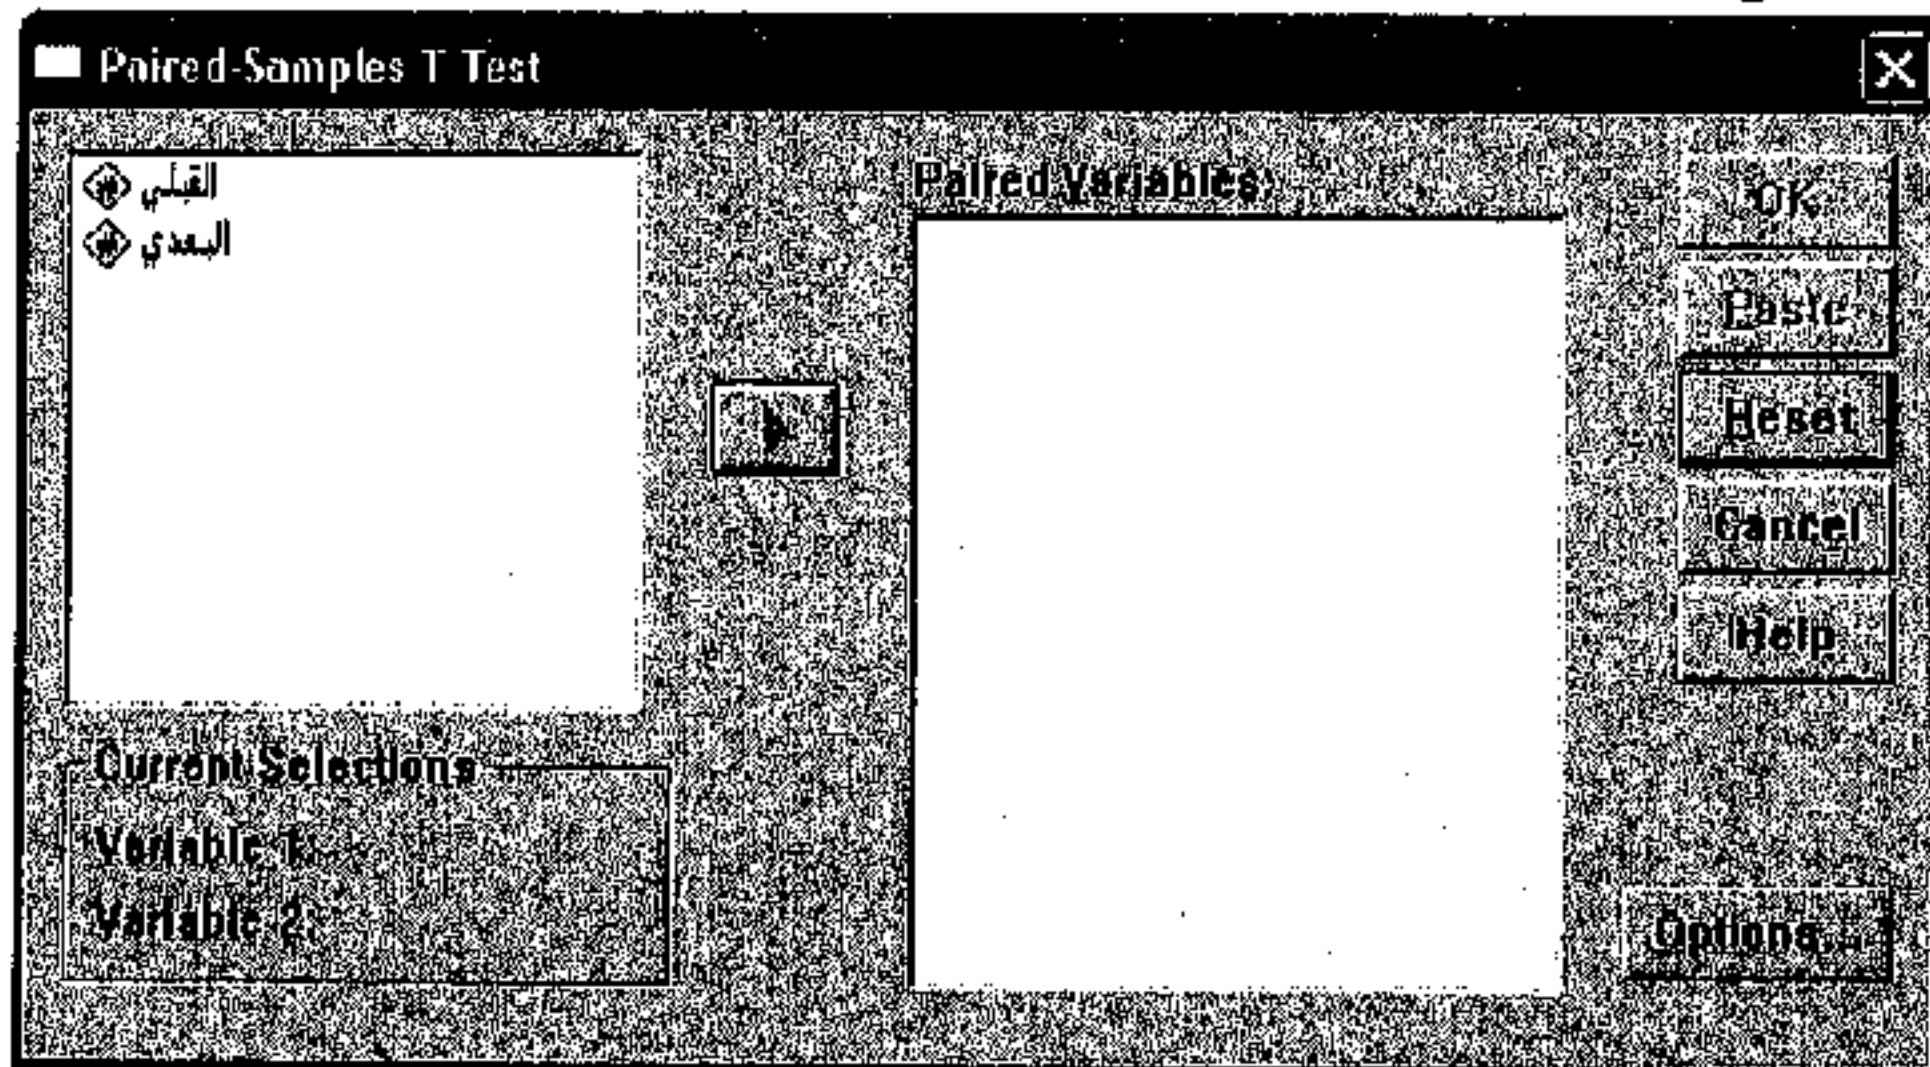 Paired-Samples T Test
القبلي
البعدي
Paired Variables:
OK
Paste
Reset
Cancel
Help
Current Selections
Variable 1:
Variable 2:
Options...